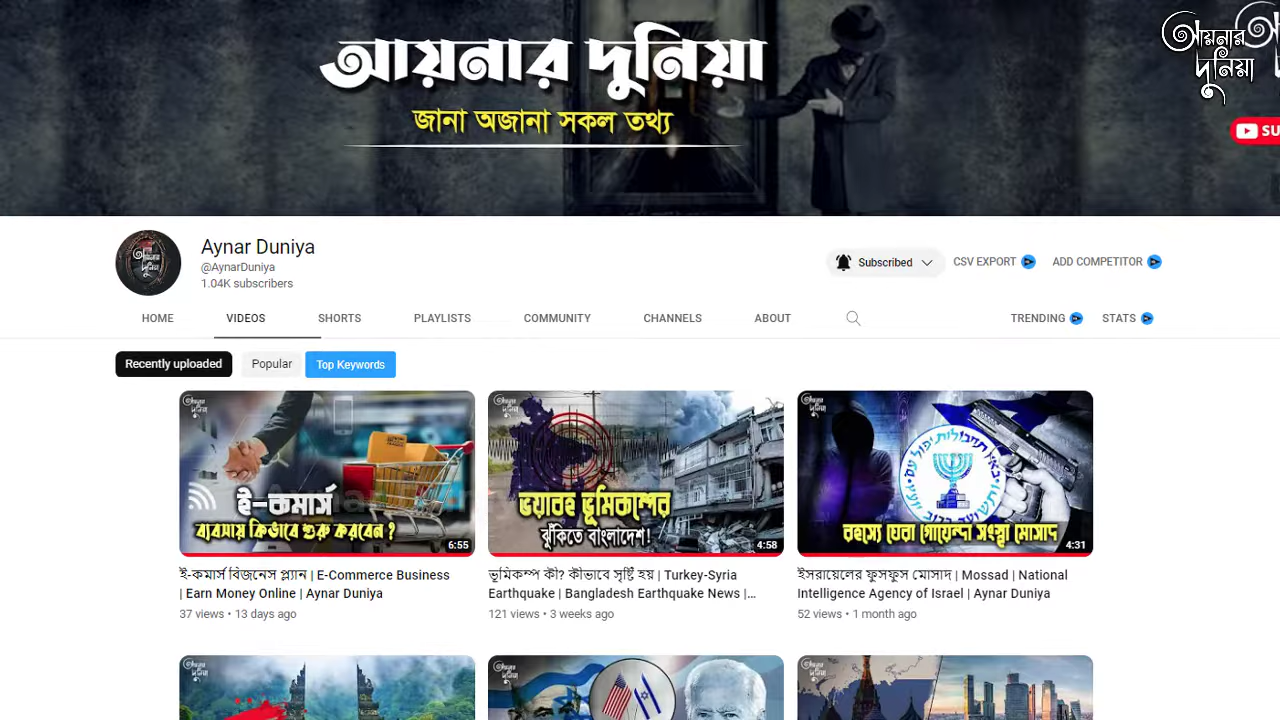 আয়নার দুনিয়া
জানা অজানা সকল তথ্য
আয়নার
দুনিয়া
SU
Aynar Duniya
@AynarDuniya
1.04K subscribers
Subscribed
CSV EXPORT
ADD COMPETITOR
HOME
VIDEOS
SHORTS
PLAYLISTS
COMMUNITY
CHANNELS
ABOUT
TRENDING
STATS
Recently uploaded
Popular
Top Keywords
ই-কমার্স
ব্যবসায় কিভাবে শুরু করবেন ?
6:55
ই-কমার্স বিজনেস প্ল্যান | E-Commerce Business
| Earn Money Online | Aynar Duniya
37 views • 13 days ago
ভয়াবহ ভূমিকম্পের
ঝুঁকিতে বাংলাদেশ!
4:58
ভূমিকম্প কী? কীভাবে সৃষ্টি হয় | Turkey-Syria
Earthquake | Bangladesh Earthquake News |...
121 views • 3 weeks ago
রহস্যে ঘেরা গোয়েন্দা সংস্থা মোসাদ
4:31
ইসরায়েলের ফুসফুস মোসাদ | Mossad | National
Intelligence Agency of Israel | Aynar Duniya
52 views • 1 month ago